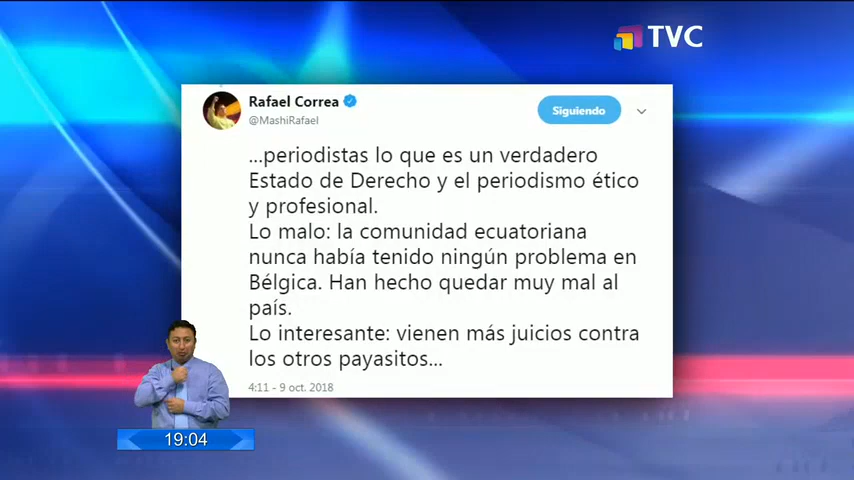 TVC
Rafael Correa
@MashiRafael
Siguiendo
...periodistas lo que es un verdadero
Estado de Derecho y el periodismo ético
y profesional.
Lo malo: la comunidad ecuatoriana
nunca había tenido ningún problema en
Bélgica. Han hecho quedar muy mal al
país.
Lo interesante: vienen más juicios contra
los otros payasitos...
4:11 - 9 oct. 2018
19:04